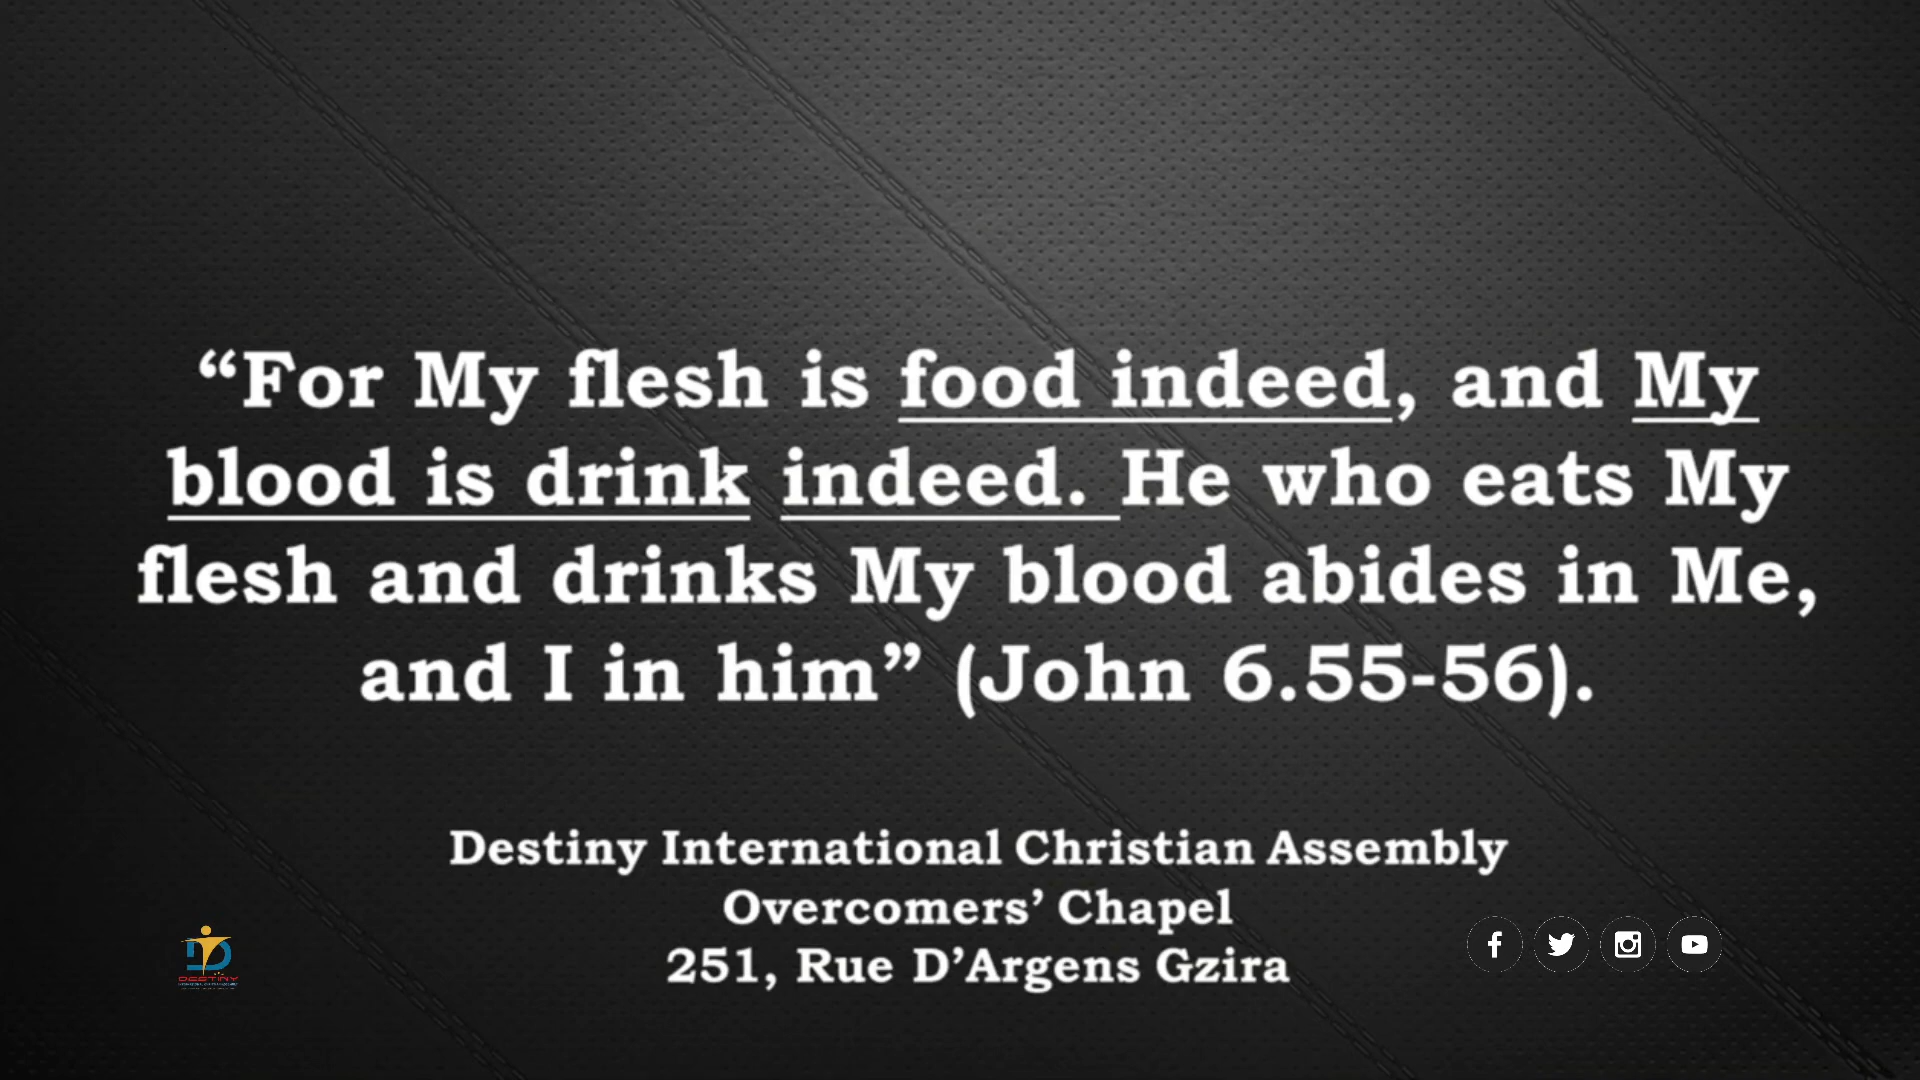 “For My flesh is food indeed, and My
blood is drink indeed. He who eats My
flesh and drinks My blood abides in Me,
and I in him” (John 6.55-56).
Destiny International Christian Assembly
Overcomers’ Chapel
251, Rue D’Argens Gzira
DESTINY